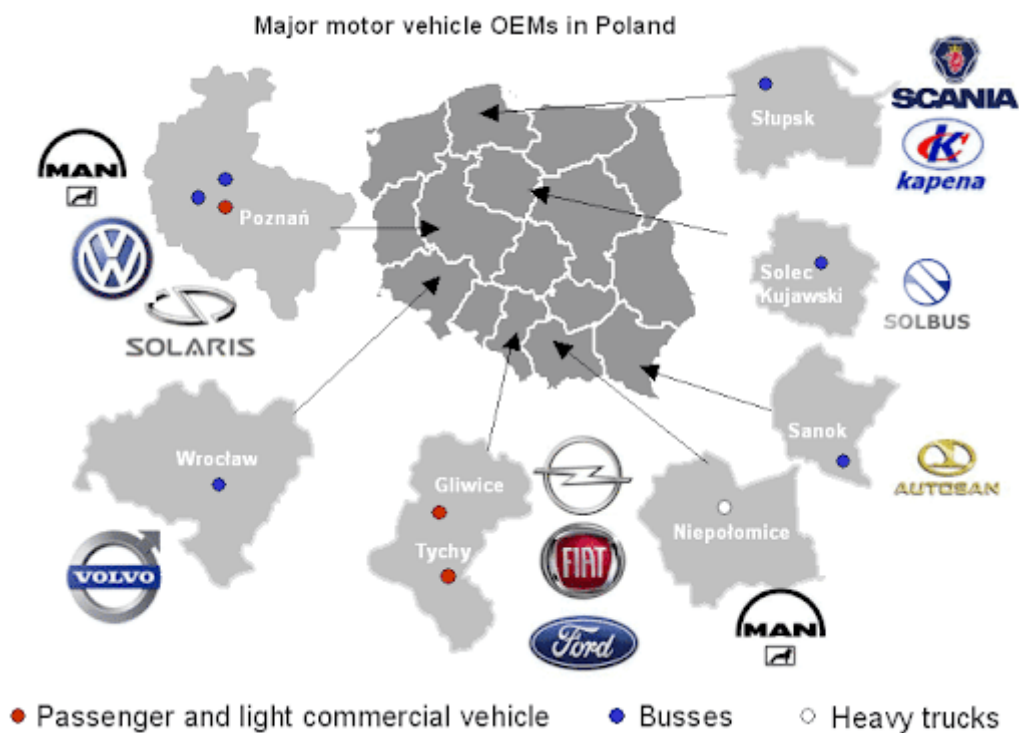 Major motor vehicle OEMs in Poland
SCANIA
Słupsk
kapena
MAN
Poznań
VW
SOLARIS
Solec
Kujawski
SOLBUS
Wrocław
VOLVO
Gliwice
Tychy
FIAT
Ford
Niepołomice
MAN
Sanok
AUTOSAN
Passenger and light commercial vehicle
Busses
Heavy trucks